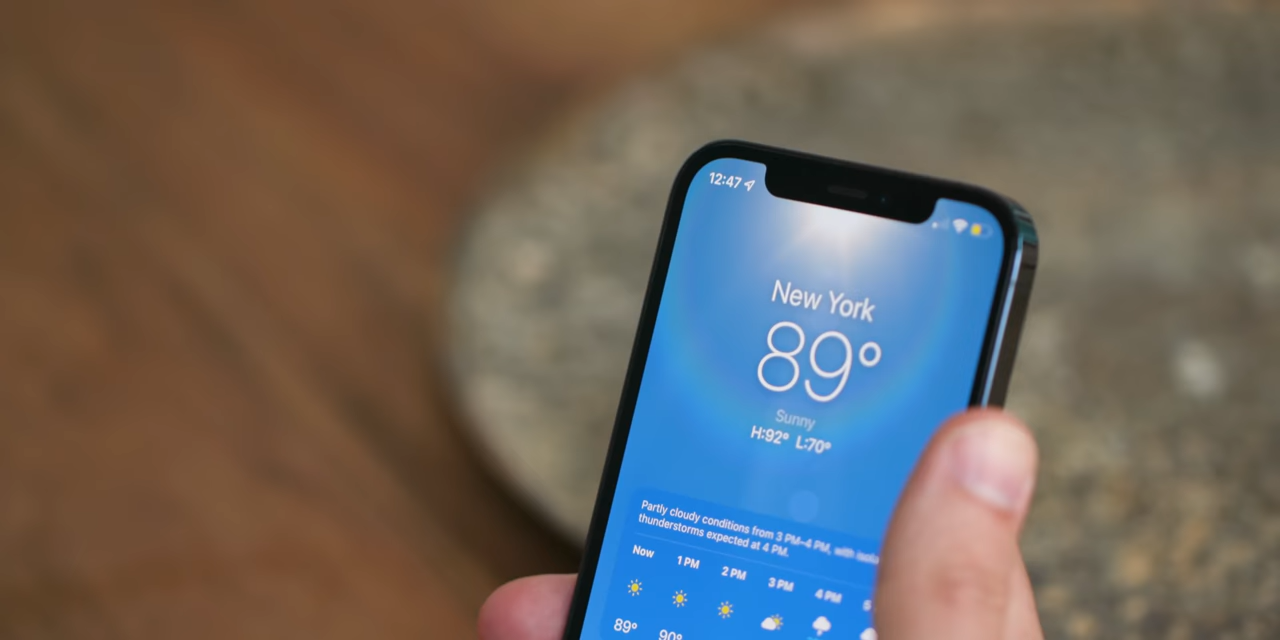 12:47
New York
89°
Sunny
H:92° L:70°
Partly cloudy conditions from 3 PM–4 PM, with
thunderstorms expected at 4 PM.
Now 1 PM 2 PM 3 PM 4 PM
89° 90°